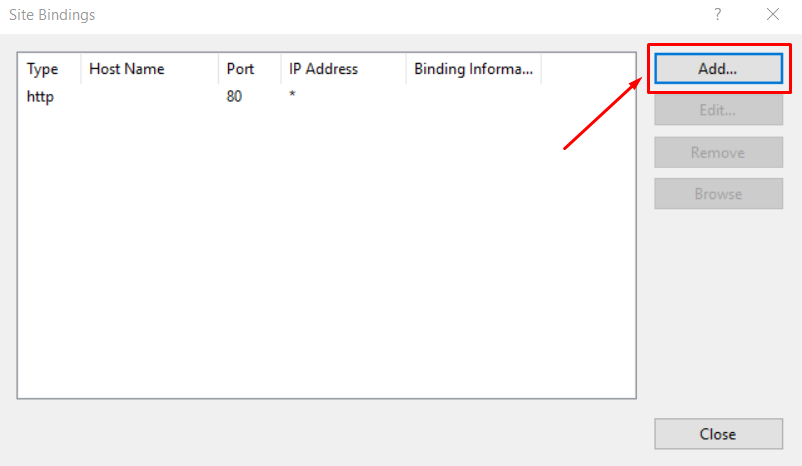 Site Bindings ?
Type Host Name Port IP Address Binding Informa...
http 80 *
Add...
Edit...
Remove
Browse
Close